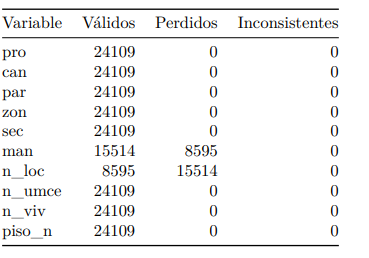 Variable Válidos Perdidos Inconsistentes
pro 24109 0 0
can 24109 0 0
par 24109 0 0
zon 24109 0 0
sec 24109 0 0
man 15514 8595 0
n_loc 8595 15514 0
n_umce 24109 0 0
n_viv 24109 0 0
piso_n 24109 0 0